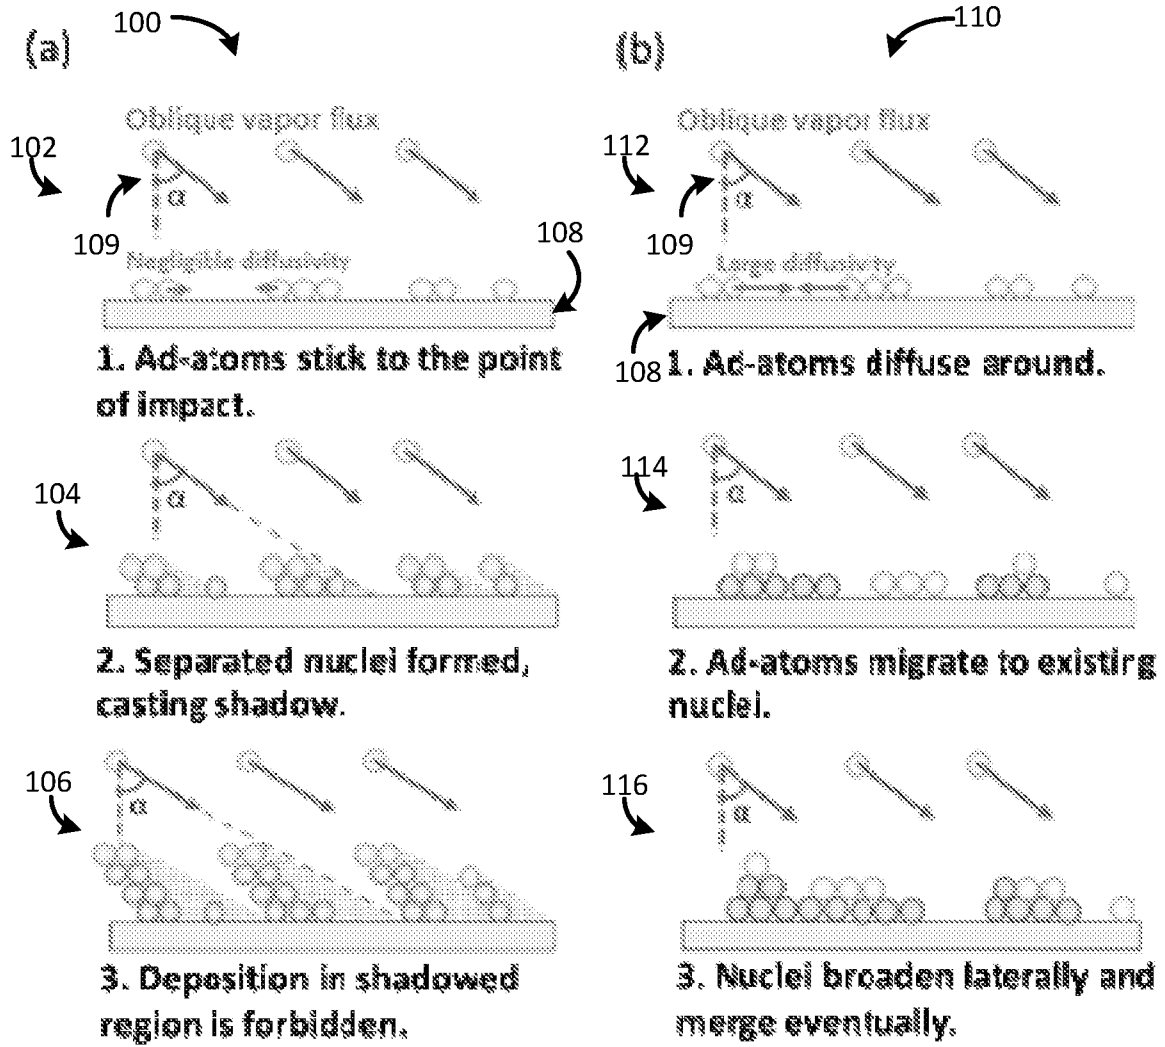 100
(a)
Oblique vapor flux
102
α
109
Negligible diffusivity
108
1. Ad-atoms stick to the point
of impact.
104
α
2. Separated nuclei formed,
casting shadow.
106
α
3. Deposition in shadowed
region is forbidden.
110
(b)
Oblique vapor flux
112
α
109
Large diffusivity
108
1. Ad-atoms diffuse around.
114
α
2. Ad-atoms migrate to existing
nuclei.
116
α
3. Nuclei broaden laterally and
merge eventually.